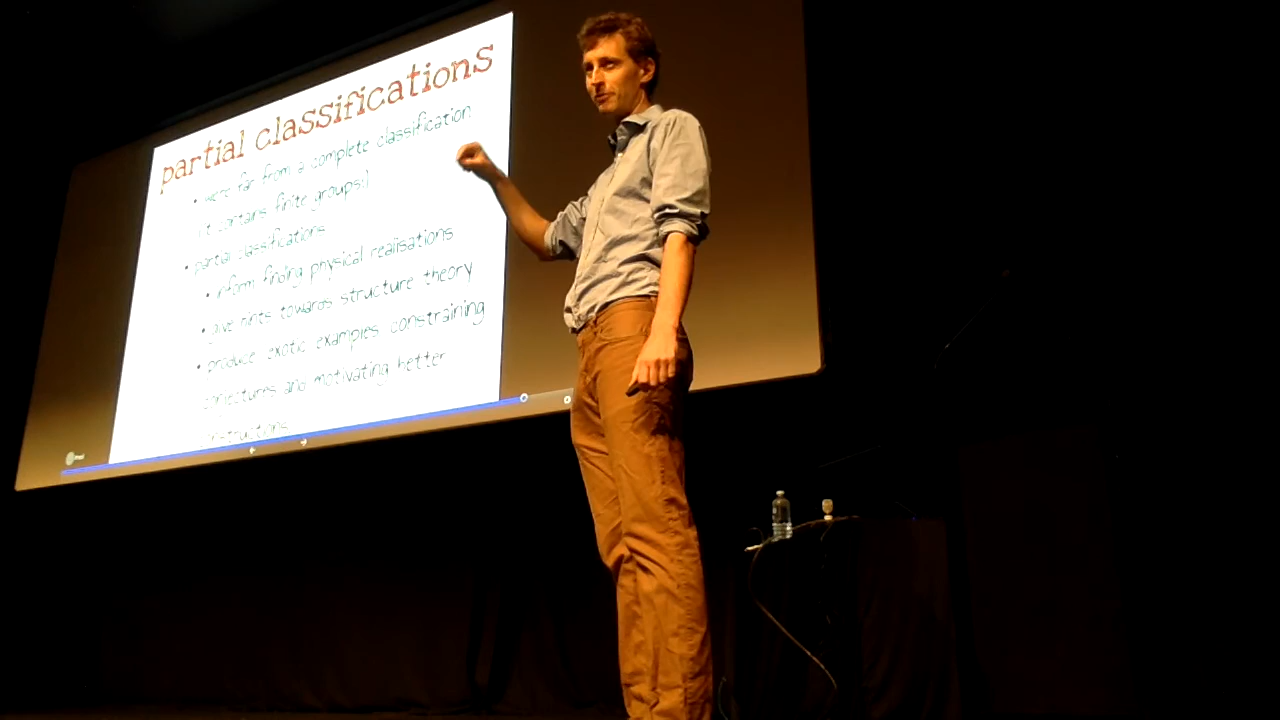 partial classifications
• we're far from a complete classification
(it contains finite groups!)
• partial classifications
• inform finding physical realisations
• give hints towards structure theory
• produce exotic examples constraining
conjectures and motivating better
constructions